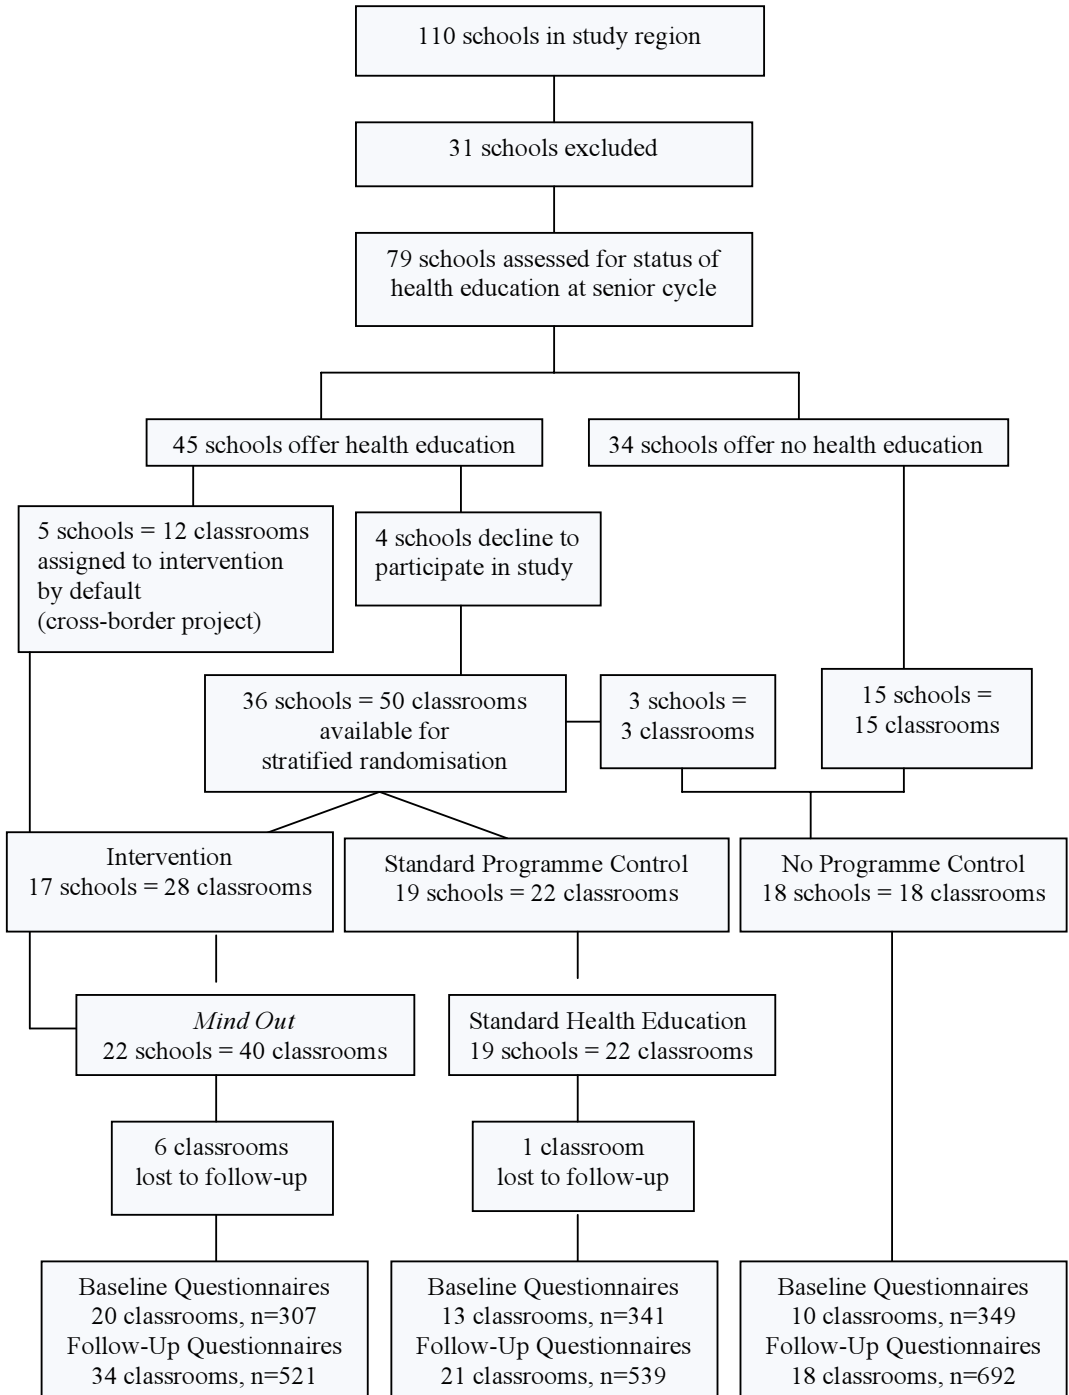 110 schools in study region
31 schools excluded
79 schools assessed for status of
health education at senior cycle
45 schools offer health education
34 schools offer no health education
5 schools = 12 classrooms
assigned to intervention
by default
(cross-border project)
4 schools decline to
participate in study
36 schools = 50 classrooms
available for
stratified randomisation
3 schools =
3 classrooms
15 schools =
15 classrooms
Intervention
17 schools = 28 classrooms
Standard Programme Control
19 schools = 22 classrooms
No Programme Control
18 schools = 18 classrooms
Mind Out
22 schools = 40 classrooms
Standard Health Education
19 schools = 22 classrooms
6 classrooms
lost to follow-up
1 classroom
lost to follow-up
Baseline Questionnaires
20 classrooms, n=307
Follow-Up Questionnaires
34 classrooms, n=521
Baseline Questionnaires
13 classrooms, n=341
Follow-Up Questionnaires
21 classrooms, n=539
Baseline Questionnaires
10 classrooms, n=349
Follow-Up Questionnaires
18 classrooms, n=692